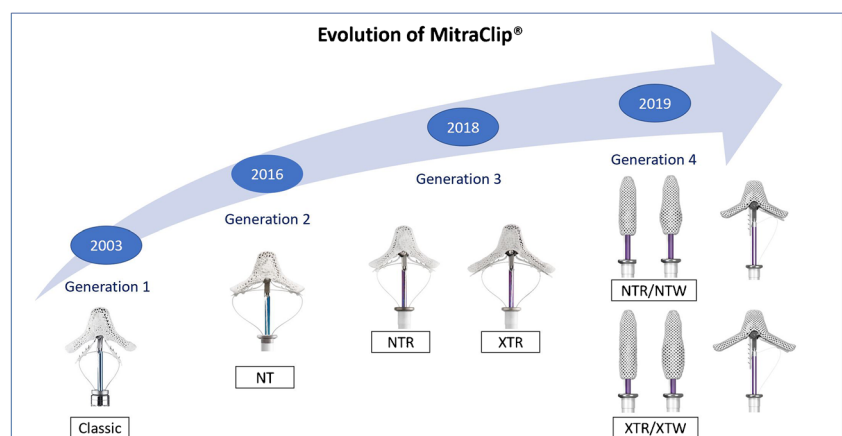 Evolution of MitraClip®
2003
Generation 1
Classic
2016
Generation 2
NT
2018
Generation 3
NTR
XTR
2019
Generation 4
NTR/NTW
XTR/XTW